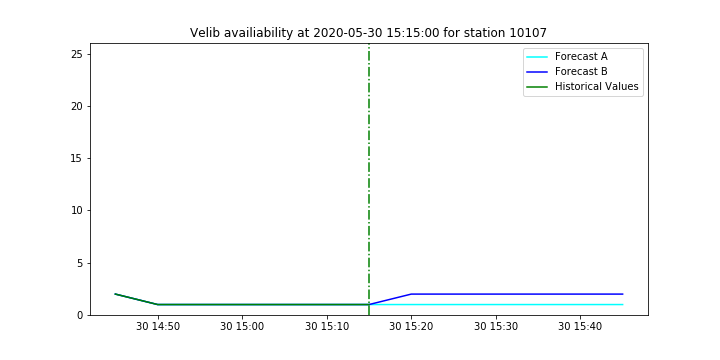 Velib availiability at 2020-05-30 15:15:00 for station 10107
Forecast A
Forecast B
Historical Values
25
20
15
10
5
0
30 14:50 30 15:00 30 15:10 30 15:20 30 15:30 30 15:40